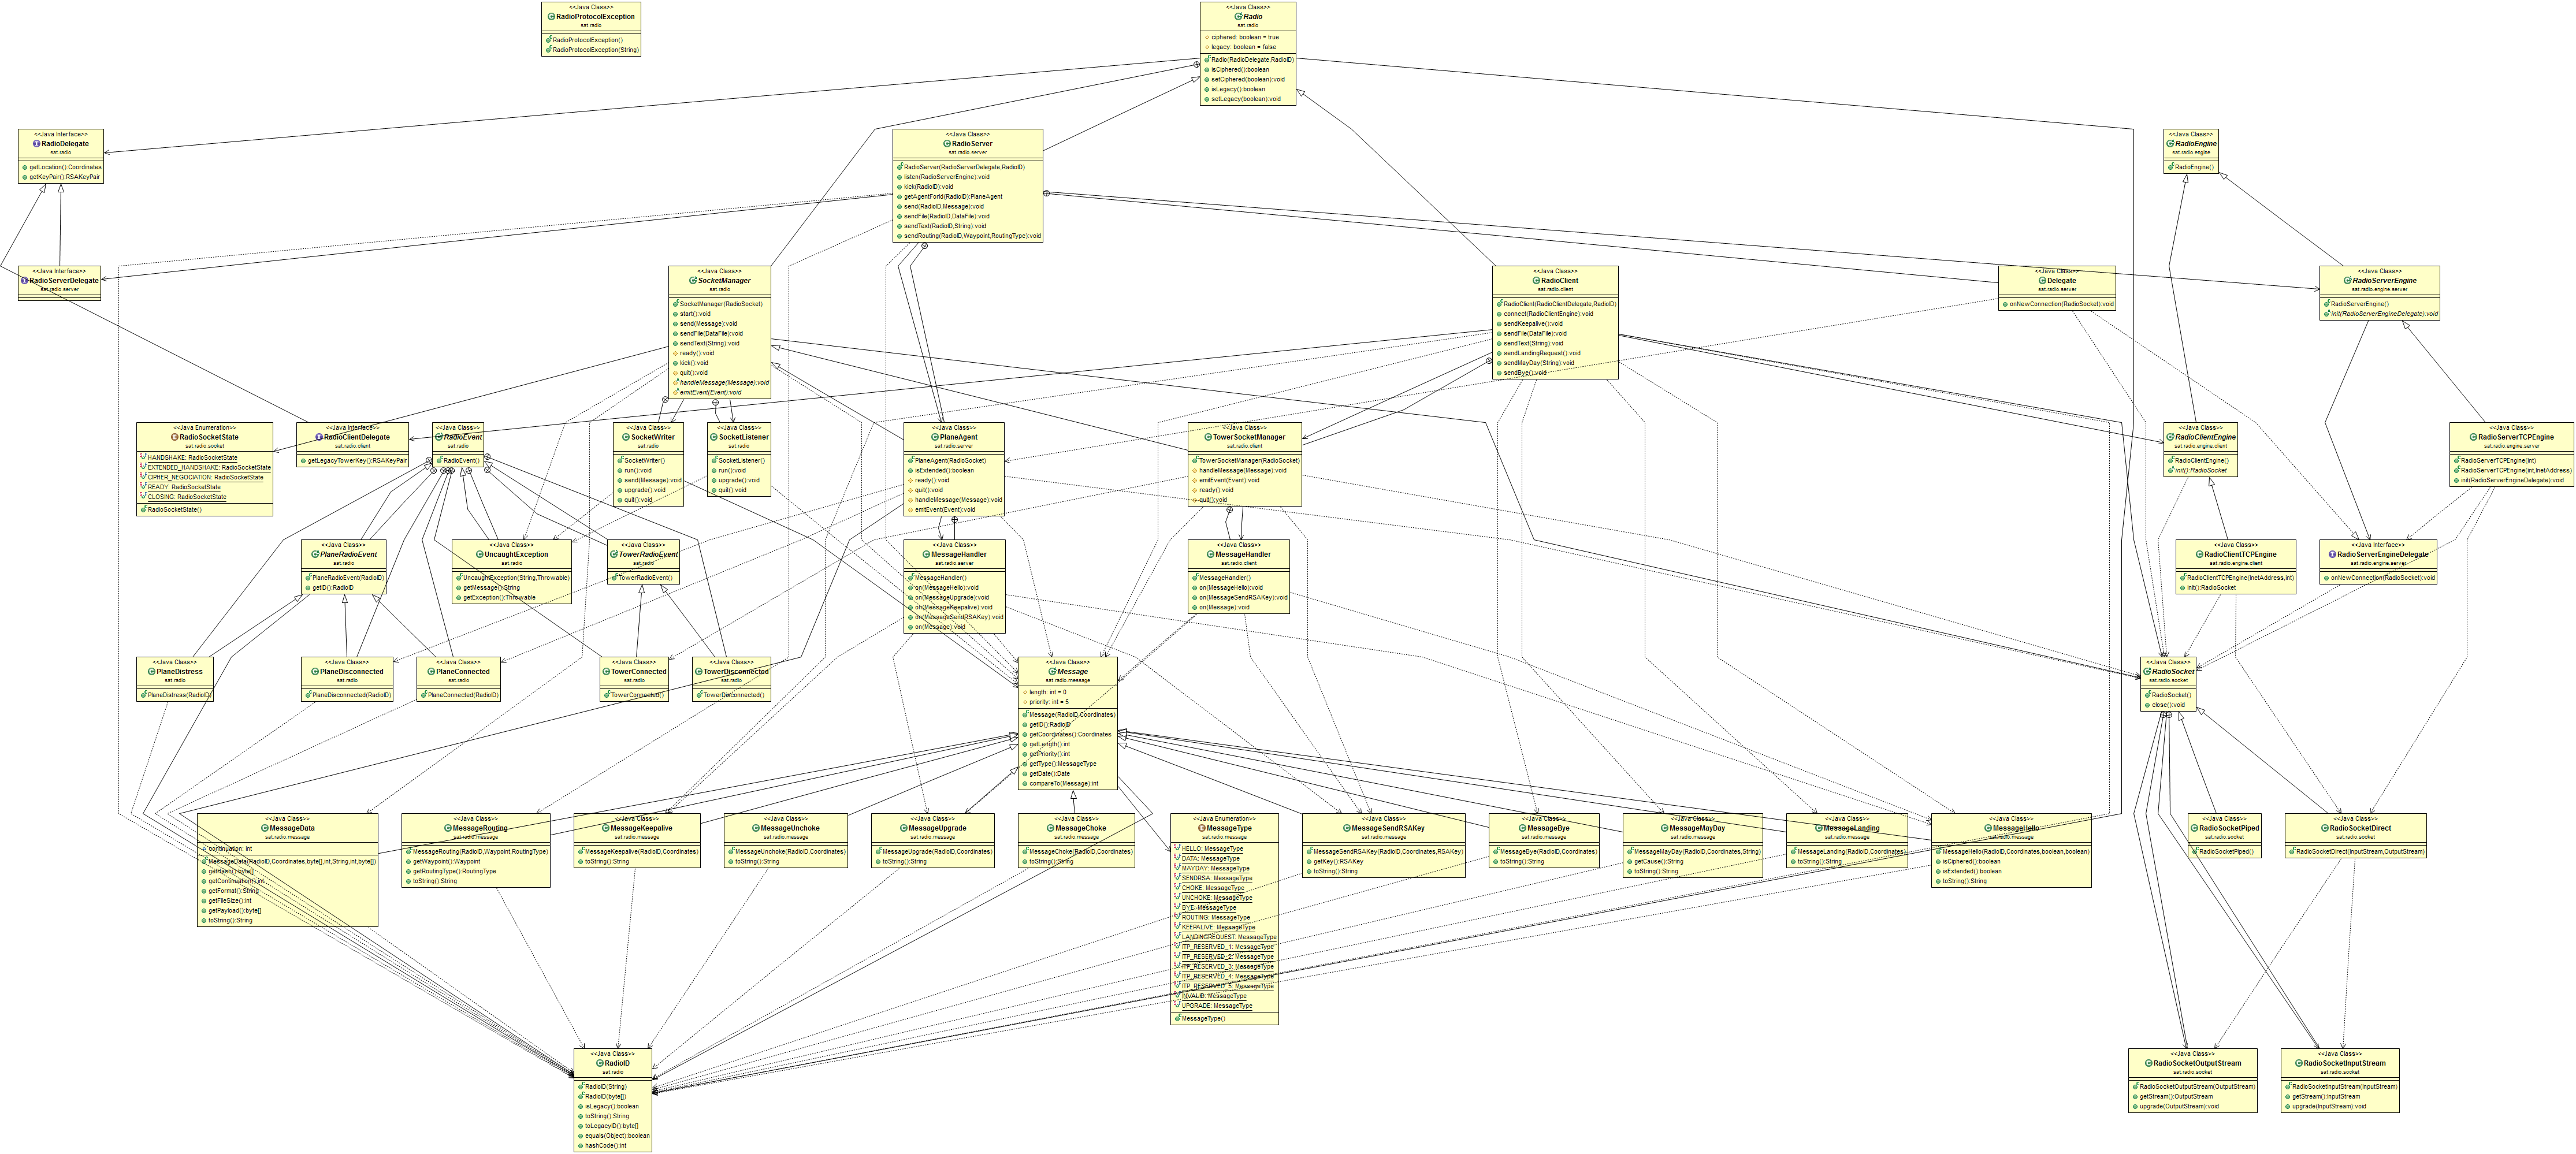 <<Java Class>>
RadioProtocolException
sat.radio
RadioProtocolException()
RadioProtocolException(String)
<<Java Class>>
Radio
sat.radio
ciphered: boolean = true
legacy: boolean = false
Radio(RadioDelegate,RadioID)
isCiphered():boolean
setCiphered(boolean):void
isLegacy():boolean
setLegacy(boolean):void
<<Java Interface>>
RadioDelegate
sat.radio
getLocation():Coordinates
getKeyPair():RSAKeyPair
<<Java Class>>
RadioServer
sat.radio.server
RadioServer(RadioServerDelegate,RadioID)
listen(RadioServerEngine):void
kick(RadioID):void
getAgentForId(RadioID):PlaneAgent
send(RadioID,Message):void
sendFile(RadioID,DataFile):void
sendText(RadioID,String):void
sendRouting(RadioID,Waypoint,RoutingType):void
<<Java Class>>
RadioEngine
sat.radio.engine
RadioEngine()
<<Java Interface>>
RadioServerDelegate
sat.radio.server
<<Java Class>>
SocketManager
sat.radio
SocketManager(RadioSocket)
start():void
send(Message):void
sendFile(DataFile):void
sendText(String):void
ready():void
kick():void
quit():void
handleMessage(Message):void
emitEvent(Event):void
<<Java Class>>
RadioClient
sat.radio.client
RadioClient(RadioClientDelegate,RadioID)
connect(RadioClientEngine):void
sendKeepalive():void
sendFile(DataFile):void
sendText(String):void
sendLandingRequest():void
sendMayDay(String):void
sendBye():void
<<Java Class>>
Delegate
sat.radio.server
onNewConnection(RadioSocket):void
<<Java Class>>
RadioServerEngine
sat.radio.engine.server
RadioServerEngine()
init(RadioServerEngineDelegate):void
<<Java Enumeration>>
RadioSocketState
sat.radio.socket
HANDSHAKE: RadioSocketState
EXTENDED_HANDSHAKE: RadioSocketState
CIPHER_NEGOCIATION: RadioSocketState
READY: RadioSocketState
CLOSING: RadioSocketState
RadioSocketState()
<<Java Interface>>
RadioClientDelegate
sat.radio.client
getLegacyTowerKey():RSAKeyPair
<<Java Class>>
RadioEvent
sat.radio
RadioEvent()
<<Java Class>>
SocketWriter
sat.radio
SocketWriter()
run():void
send(Message):void
upgrade():void
quit():void
<<Java Class>>
SocketListener
sat.radio
SocketListener()
run():void
upgrade():void
quit():void
<<Java Class>>
PlaneAgent
sat.radio.server
PlaneAgent(RadioSocket)
isExtended():boolean
ready():void
quit():void
handleMessage(Message):void
emitEvent(Event):void
<<Java Class>>
TowerSocketManager
sat.radio.client
TowerSocketManager(RadioSocket)
handleMessage(Message):void
emitEvent(Event):void
ready():void
quit():void
<<Java Class>>
RadioClientEngine
sat.radio.engine.client
RadioClientEngine()
init():RadioSocket
<<Java Class>>
RadioServerTCPEngine
sat.radio.engine.server
RadioServerTCPEngine(int)
RadioServerTCPEngine(int,InetAddress)
init(RadioServerEngineDelegate):void
<<Java Class>>
PlaneRadioEvent
sat.radio
PlaneRadioEvent(RadioID)
getID():RadioID
<<Java Class>>
UncaughtException
sat.radio
UncaughtException(String,Throwable)
getMessage():String
getException():Throwable
<<Java Class>>
TowerRadioEvent
sat.radio
TowerRadioEvent()
<<Java Class>>
MessageHandler
sat.radio.server
MessageHandler()
on(MessageHello):void
on(MessageUpgrade):void
on(MessageKeepalive):void
on(MessageSendRSAKey):void
on(Message):void
<<Java Class>>
MessageHandler
sat.radio.client
MessageHandler()
on(MessageHello):void
on(MessageSendRSAKey):void
on(Message):void
<<Java Class>>
RadioClientTCPEngine
sat.radio.engine.client
RadioClientTCPEngine(InetAddress,int)
init():RadioSocket
<<Java Interface>>
RadioServerEngineDelegate
sat.radio.engine.server
onNewConnection(RadioSocket):void
<<Java Class>>
PlaneDistress
sat.radio
PlaneDistress(RadioID)
<<Java Class>>
PlaneDisconnected
sat.radio
PlaneDisconnected(RadioID)
<<Java Class>>
PlaneConnected
sat.radio
PlaneConnected(RadioID)
<<Java Class>>
TowerConnected
sat.radio
TowerConnected()
<<Java Class>>
TowerDisconnected
sat.radio
TowerDisconnected()
<<Java Class>>
Message
sat.radio.message
length: int = 0
priority: int = 5
Message(RadioID,Coordinates)
getID():RadioID
getCoordinates():Coordinates
getLength():int
getPriority():int
getType():MessageType
getDate():Date
compareTo(Message):int
<<Java Class>>
RadioSocket
sat.radio.socket
RadioSocket()
close():void
<<Java Class>>
MessageData
sat.radio.message
continuation: int
MessageData(RadioID,Coordinates,byte[],int,String,int,byte[])
getHash():byte[]
getContinuation():int
getFormat():String
getFileSize():int
getPayload():byte[]
toString():String
<<Java Class>>
MessageRouting
sat.radio.message
MessageRouting(RadioID,Waypoint,RoutingType)
getWaypoint():Waypoint
getRoutingType():RoutingType
toString():String
<<Java Class>>
MessageKeepalive
sat.radio.message
MessageKeepalive(RadioID,Coordinates)
toString():String
<<Java Class>>
MessageUnchoke
sat.radio.message
MessageUnchoke(RadioID,Coordinates)
toString():String
<<Java Class>>
MessageUpgrade
sat.radio.message
MessageUpgrade(RadioID,Coordinates)
toString():String
<<Java Class>>
MessageChoke
sat.radio.message
MessageChoke(RadioID,Coordinates)
toString():String
<<Java Enumeration>>
MessageType
sat.radio.message
HELLO: MessageType
DATA: MessageType
MAYDAY: MessageType
SENDRSA: MessageType
CHOKE: MessageType
UNCHOKE: MessageType
BYE: MessageType
ROUTING: MessageType
KEEPALIVE: MessageType
LANDINGREQUEST: MessageType
ITP_RESERVED_1: MessageType
ITP_RESERVED_2: MessageType
ITP_RESERVED_3: MessageType
ITP_RESERVED_4: MessageType
ITP_RESERVED_5: MessageType
INVALID: MessageType
UPGRADE: MessageType
MessageType()
<<Java Class>>
MessageSendRSAKey
sat.radio.message
MessageSendRSAKey(RadioID,Coordinates,RSAKey)
getKey():RSAKey
toString():String
<<Java Class>>
MessageBye
sat.radio.message
MessageBye(RadioID,Coordinates)
toString():String
<<Java Class>>
MessageMayDay
sat.radio.message
MessageMayDay(RadioID,Coordinates,String)
getCause():String
toString():String
<<Java Class>>
MessageLanding
sat.radio.message
MessageLanding(RadioID,Coordinates)
toString():String
<<Java Class>>
MessageHello
sat.radio.message
MessageHello(RadioID,Coordinates,boolean,boolean)
isCiphered():boolean
isExtended():boolean
toString():String
<<Java Class>>
RadioSocketPiped
sat.radio.socket
RadioSocketPiped()
<<Java Class>>
RadioSocketDirect
sat.radio.socket
RadioSocketDirect(InputStream,OutputStream)
<<Java Class>>
RadioID
sat.radio
RadioID(String)
RadioID(byte[])
isLegacy():boolean
toString():String
toLegacyID():byte[]
equals(Object):boolean
hashCode():int
<<Java Class>>
RadioSocketOutputStream
sat.radio.socket
RadioSocketOutputStream(OutputStream)
getStream():OutputStream
upgrade(OutputStream):void
<<Java Class>>
RadioSocketInputStream
sat.radio.socket
RadioSocketInputStream(InputStream)
getStream():InputStream
upgrade(InputStream):void